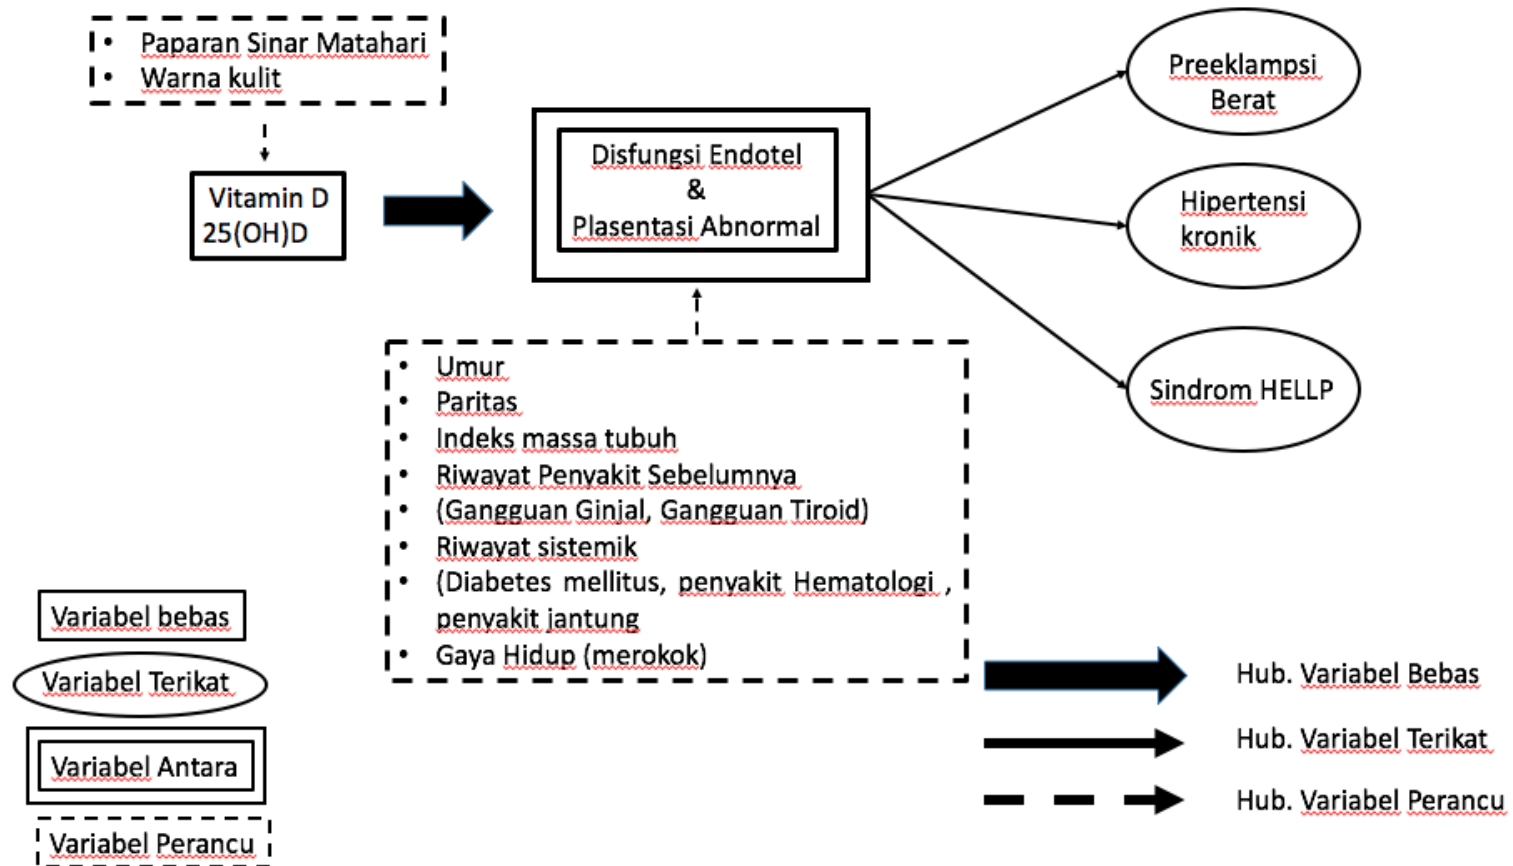 • Paparan Sinar Matahari
• Warna kulit
Vitamin D
25(OH)D
Disfungsi Endotel
&
Plasentasi Abnormal
Preeklampsi
Berat
Hipertensi
kronik
Sindrom HELLP
• Umur
• Paritas
• Indeks massa tubuh
• Riwayat Penyakit Sebelumnya
• (Gangguan Ginjal, Gangguan Tiroid)
• Riwayat sistemik
• (Diabetes mellitus, penyakit Hematologi ,
penyakit jantung
• Gaya Hidup (merokok)
Variabel bebas
Variabel Terikat
Variabel Antara
Variabel Perancu
Hub. Variabel Bebas
Hub. Variabel Terikat
Hub. Variabel Perancu